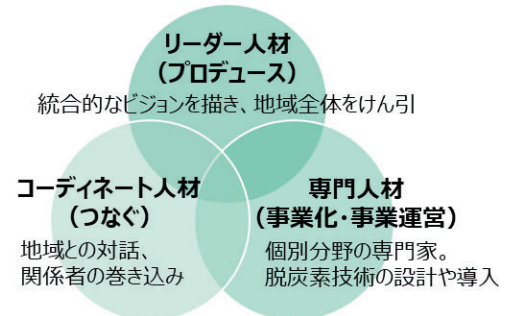 リーダー人材
（プロデュース）
統合的なビジョンを描き、地域全体をけん引
コーディネート人材
（つなぐ）
地域との対話、
関係者の巻き込み
専門人材
（事業化・事業運営）
個別分野の専門家。
脱炭素技術の設計や導入